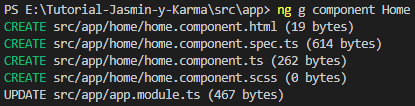 PS E:\Tutorial-Jasmin-y-Karma\src\app> ng g component Home
CREATE src/app/home/home.component.html (19 bytes)
CREATE src/app/home/home.component.spec.ts (614 bytes)
CREATE src/app/home/home.component.ts (262 bytes)
CREATE src/app/home/home.component.scss (0 bytes)
UPDATE src/app/app.module.ts (467 bytes)